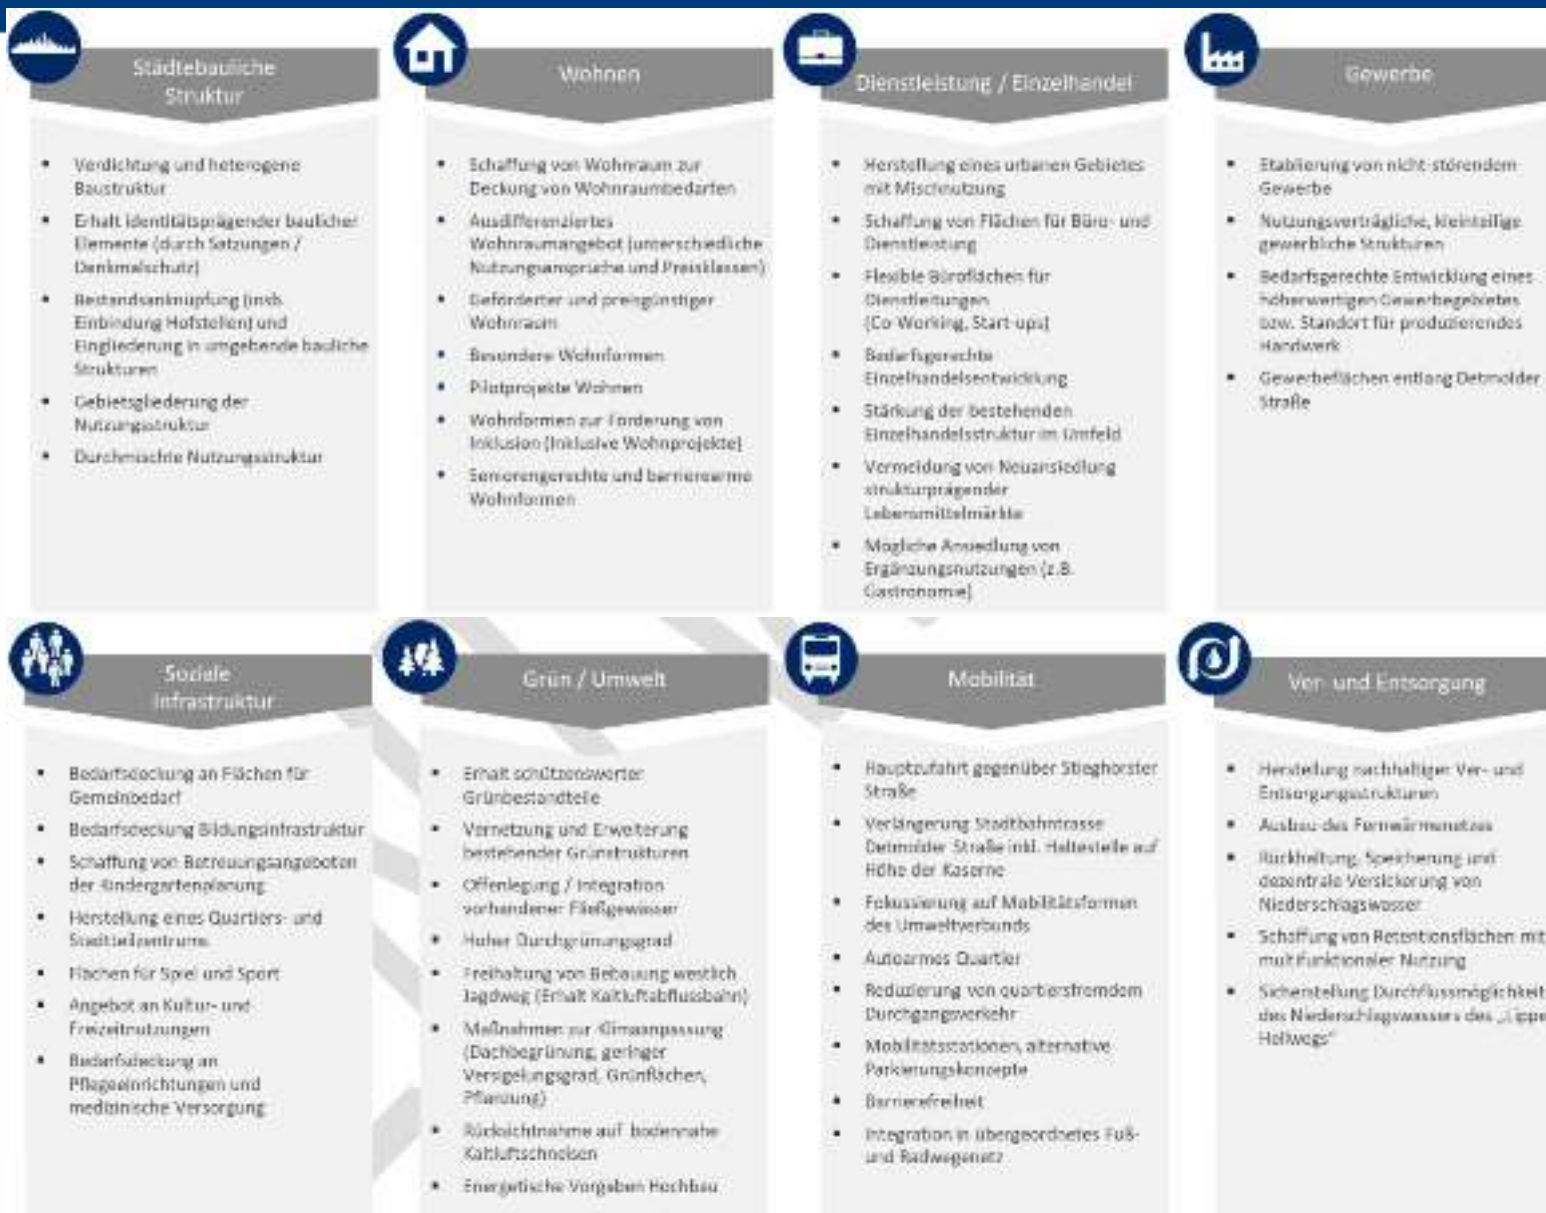 Städtebauliche
Struktur
Verdichtung und heterogene
Baustruktur
Erhalt identitätsprägender baulicher
Elemente (durch Satzungen /
Denkmalschutz)
Bestandsanknüpfung (insb.
Einbindung Hofstellen) und
Eingliederung in umgebende bauliche
Strukturen
Gebietsgliederung der
Nutzungsstruktur
Durchmischte Nutzungsstruktur
Wohnen
Schaffung von Wohnraum zur
Deckung von Wohnraumbedarfen
Ausdifferenziertes
Wohnraumangebot (unterschiedliche
Nutzungsansprüche und Preisklassen)
Geförderter und preisgünstiger
Wohnraum
Besondere Wohnformen
Pilotprojekte Wohnen
Wohnformen zur Förderung von
Inklusion (Inklusive Wohnprojekte)
Seniorengerechte und barrierearme
Wohnformen
Dienstleistung / Einzelhandel
Herstellung eines urbanen Gebietes
mit Mischnutzung
Schaffung von Flächen für Büro- und
Dienstleistung
Flexible Büroflächen für
Dienstleitungen
(Co-Working, Start-ups)
Bedarfsgerechte
Einzelhandelsentwicklung
Stärkung der bestehenden
Einzelhandelsstruktur im Umfeld
Vermeidung von Neuansiedlung
strukturprägender
Lebensmittelmärkte
Mögliche Ansiedlung von
Ergänzungsnutzungen (z.B.
Gastronomie)
Gewerbe
Etablierung von nicht-störendem
Gewerbe
Nutzungsverträgliche, kleinteilige
gewerbliche Strukturen
Bedarfsgerechte Entwicklung eines
höherwertigen Gewerbegebietes
bzw. Standort für produzierendes
Handwerk
Gewerbeflächen entlang Detmolder
Straße
Soziale
Infrastruktur
Bedarfsdeckung an Flächen für
Gemeinbedarf
Bedarfsdeckung Bildungsinfrastruktur
Schaffung von Betreuungsangeboten
der Kindergartenplanung
Herstellung eines Quartiers- und
Stadtteilzentrums
Flächen für Spiel und Sport
Angebot an Kultur- und
Freizeitnutzungen
Bedarfsdeckung an
Pflegeeinrichtungen und
medizinische Versorgung
Grün / Umwelt
Erhalt schützenswerter
Grünbestandteile
Vernetzung und Erweiterung
bestehender Grünstrukturen
Offenlegung / Integration
vorhandener Fließgewässer
Hoher Durchgrünungsgrad
Freihaltung von Bebauung westlich
Jagdweg (Erhalt Kaltluftabflussbahn)
Maßnahmen zur Klimaanpassung
(Dachbegrünung, geringer
Versigelungsgrad, Grünflächen,
Pflanzung)
Rücksichtnahme auf bodennahe
Kaltluftschneisen
Energetische Vorgaben Hochbau
Mobilität
Hauptzufahrt gegenüber Stieghorster
Straße
Verlängerung Stadtbahntrasse
Detmolder Straße inkl. Haltestelle auf
Höhe der Kaserne
Fokussierung auf Mobilitätsformen
des Umweltverbunds
Autoarmes Quartier
Reduzierung von quartiersfremdem
Durchgangsverkehr
Mobilitätsstationen, alternative
Parkierungskonzepte
Barrierefreiheit
Integration in übergeordnetes Fuß-
und Radwegenetz
Ver- und Entsorgung
Herstellung nachhaltiger Ver- und
Entsorgungsstrukturen
Ausbau des Fernwärmenetzes
Rückhaltung, Speicherung und
dezentrale Versickerung von
Niederschlagswasser
Schaffung von Retentionsflächen mit
multifunktionaler Nutzung
Sicherstellung Durchflussmöglichkeit
des Niederschlagswassers des „Lippe
Hellwegs“